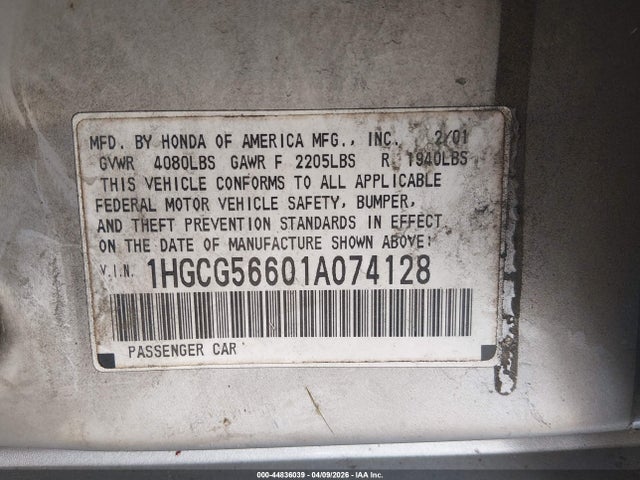 MFD. BY HONDA OF AMERICA MFG., INC. 2/01
GVWR 4080LBS GAWR F 2205LBS R 1940LBS
THIS VEHICLE CONFORMS TO ALL APPLICABLE
FEDERAL MOTOR VEHICLE SAFETY, BUMPER,
AND THEFT PREVENTION STANDARDS IN EFFECT
ON THE DATE OF MANUFACTURE SHOWN ABOVE:
V.I.N. 1HGCG56601A074128
PASSENGER CAR
000-44836039 04/09/2026 - IAA Inc.